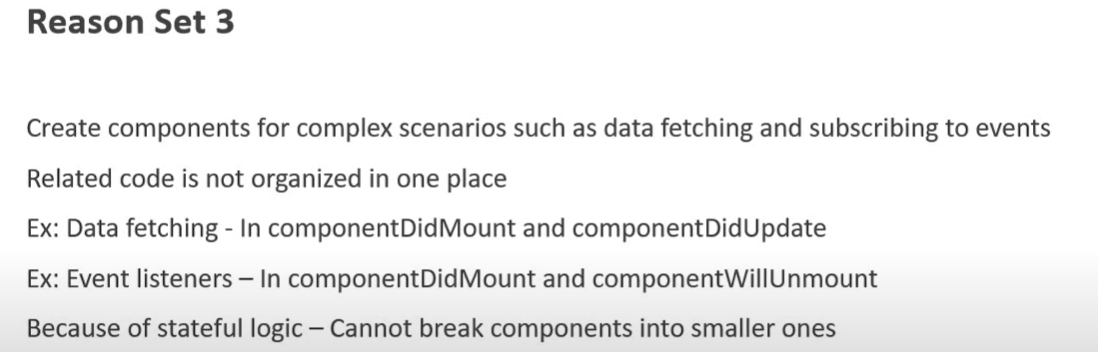 Reason Set 3
Create components for complex scenarios such as data fetching and subscribing to events
Related code is not organized in one place
Ex: Data fetching - In componentDidMount and componentDidUpdate
Ex: Event listeners – In componentDidMount and componentWillUnmount
Because of stateful logic – Cannot break components into smaller ones